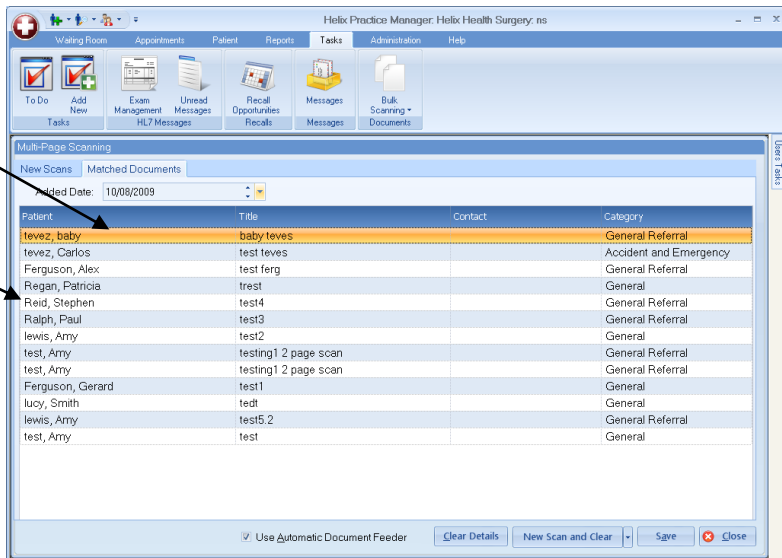 Helix Practice Manager: Helix Health Surgery: ns
Waiting Room Appointments Patient Reports Tasks Administration Help
To Do Add New Exam Management Unread Messages Recall Opportunities Messages Bulk Scanning
Tasks HL7 Messages Recalls Messages Documents
Users Tasks
Multi-Page Scanning
New Scans Matched Documents
Added Date: 10/08/2009
Patient Title Contact Category
tevez, baby baby teves General Referral
tevez, Carlos test teves Accident and Emergency
Ferguson, Alex test ferg General Referral
Regan, Patricia trest General
Reid, Stephen test4 General Referral
Ralph, Paul test3 General Referral
lewis, Amy test2 General
test, Amy testing1 2 page scan General Referral
test, Amy testing1 2 page scan General Referral
Ferguson, Gerard test1 General
lucy, Smith tedt General
lewis, Amy test5.2 General Referral
test, Amy test General
Use Automatic Document Feeder Clear Details New Scan and Clear Save Close